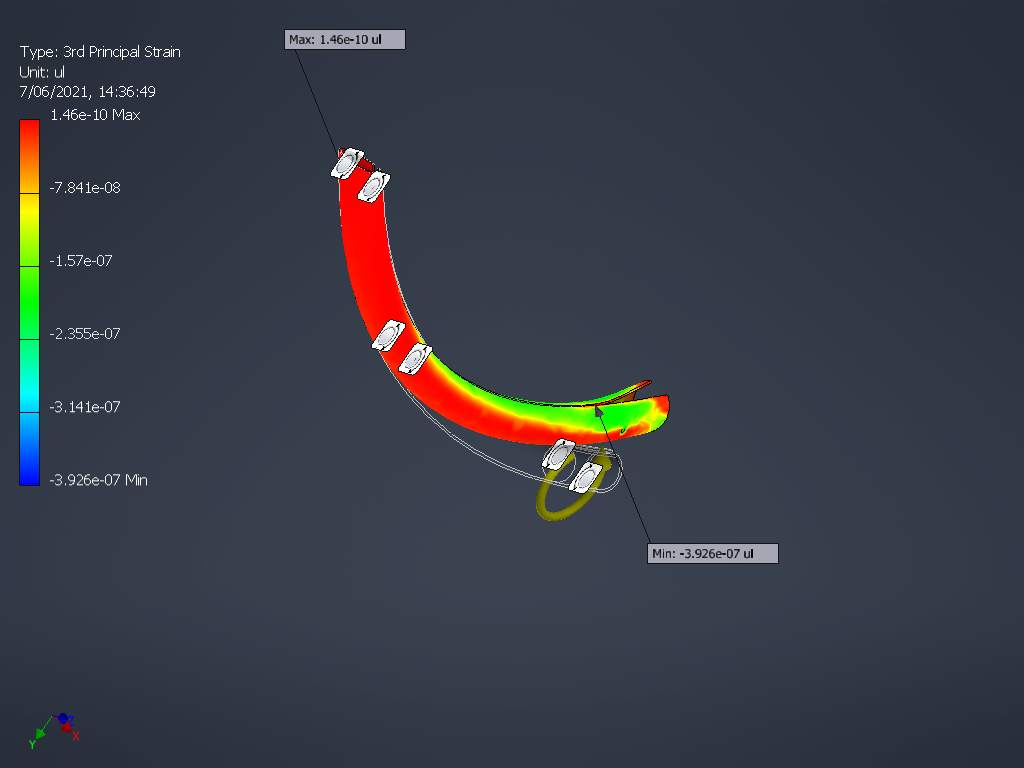 Max: 1.46e-10 ul
Type: 3rd Principal Strain
Unit: ul
7/06/2021, 14:36:49
1.46e-10 Max
-7.841e-08
-1.57e-07
-2.355e-07
-3.141e-07
-3.926e-07 Min
Min: -3.926e-07 ul
Z
X
Y